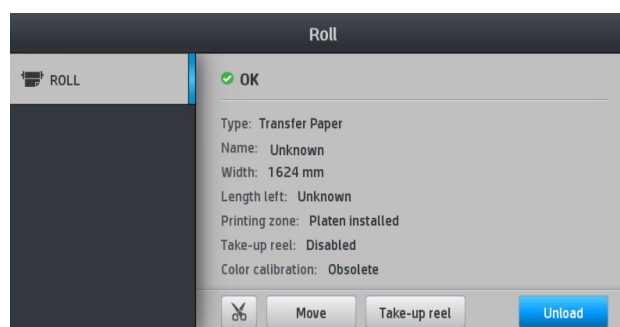 Roll
ROLL
OK
Type: Transfer Paper
Name: Unknown
Width: 1624 mm
Length left: Unknown
Printing zone: Platen installed
Take-up reel: Disabled
Color calibration: Obsolete
Move
Take-up reel
Unload